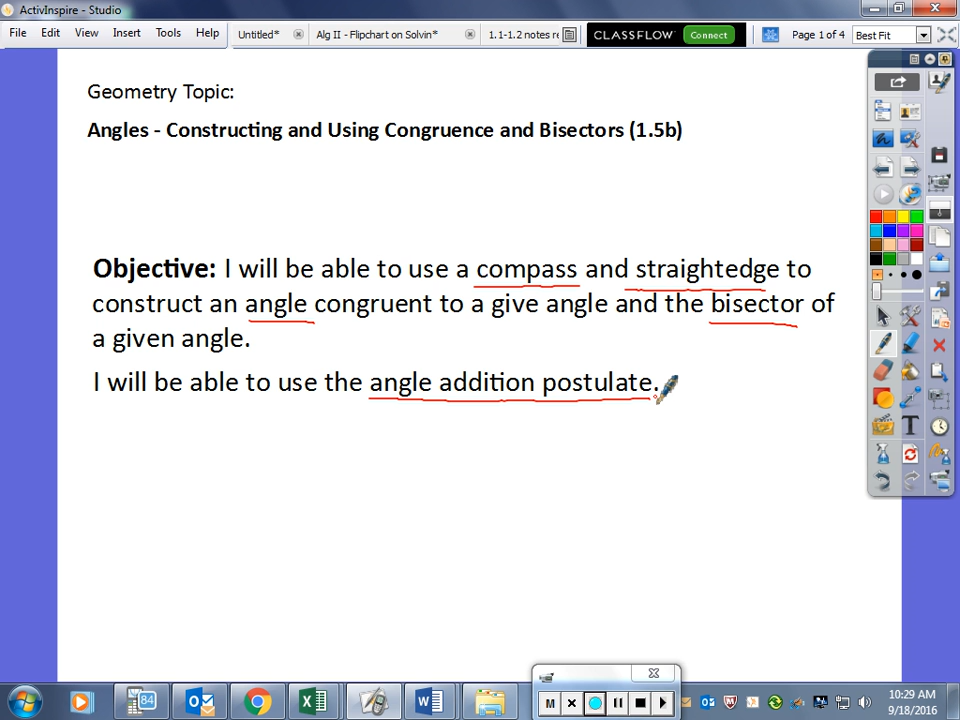 ActivInspire - Studio
File Edit View Insert Tools Help
Untitled* Alg II - Flipchart on Solvin* 1.1-1.2 notes re
CLASSFLOW Connect
Page 1 of 4 Best Fit
Geometry Topic:
Angles - Constructing and Using Congruence and Bisectors (1.5b)
Objective: I will be able to use a compass and straightedge to
construct an angle congruent to a give angle and the bisector of
a given angle.
I will be able to use the angle addition postulate.
T
84
M
10:29 AM
9/18/2016